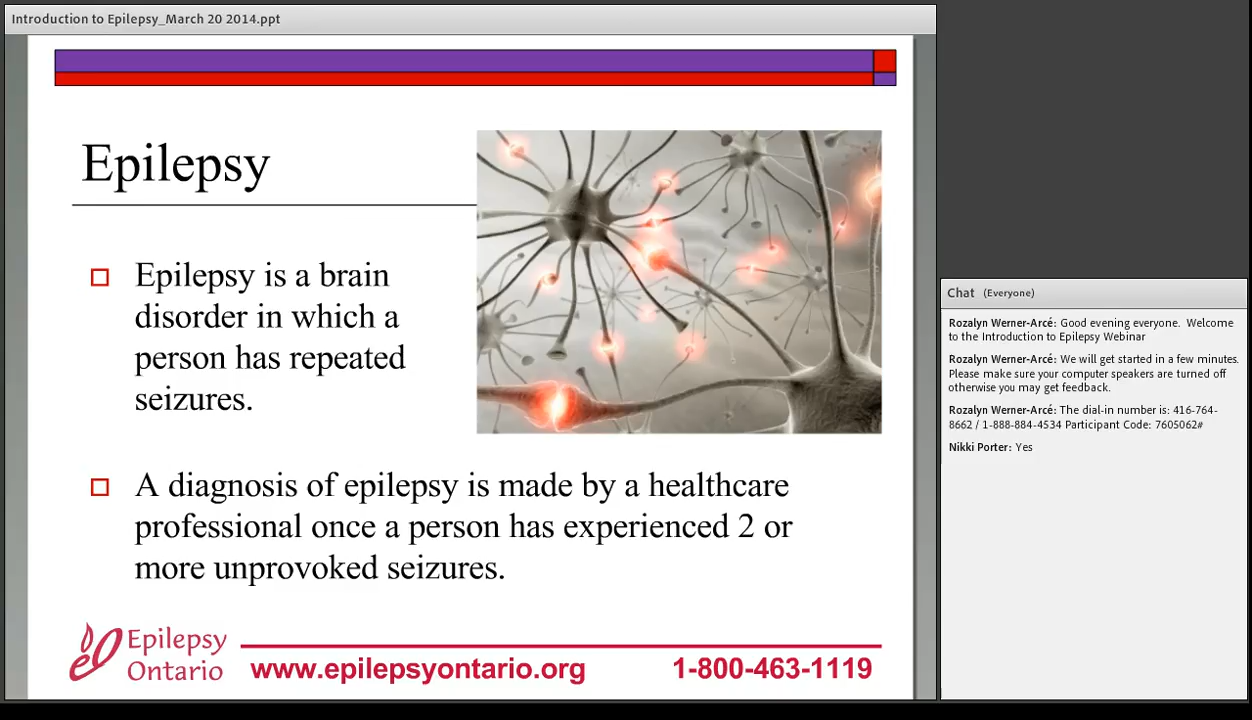 Introduction to Epilepsy_March 20 2014.ppt
Epilepsy
Epilepsy is a brain
disorder in which a
person has repeated
seizures.
A diagnosis of epilepsy is made by a healthcare
professional once a person has experienced 2 or
more unprovoked seizures.
eO Epilepsy
Ontario
www.epilepsyontario.org 1-800-463-1119
Chat (Everyone)
Rozalyn Werner-Arcé: Good evening everyone. Welcome
to the Introduction to Epilepsy Webinar
Rozalyn Werner-Arcé: We will get started in a few minutes.
Please make sure your computer speakers are turned off
otherwise you may get feedback.
Rozalyn Werner-Arcé: The dial-in number is: 416-764-
8662 / 1-888-884-4534 Participant Code: 7605062#
Nikki Porter: Yes